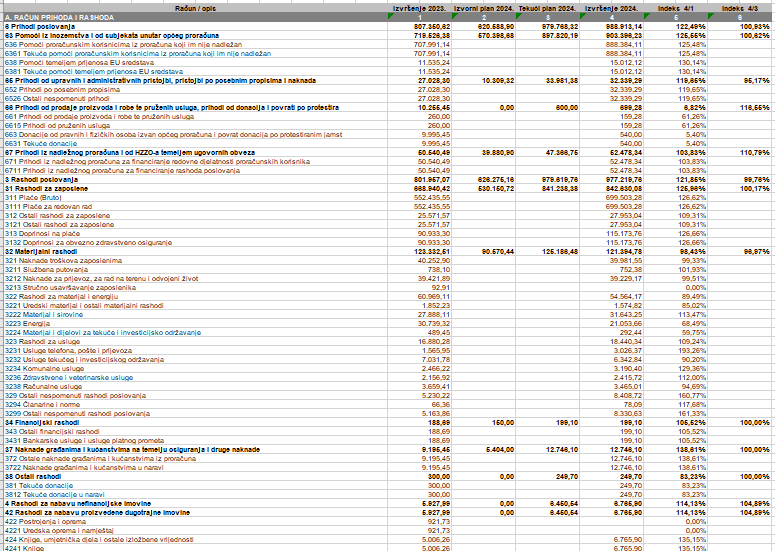 Račun / opis Izvršenje 2023. Izvorni plan 2024. Tekući plan 2024. Izvršenje 2024. Indeks 4/1 Indeks 4/3
A. RAČUN PRIHODA I RASHODA 1 2 3 4 5 6
6 Prihodi poslovanja 807.350,62 620.588,90 979.768,32 988.913,14 122,49% 100,93%
63 Pomoći iz inozemstva i od subjekata unutar općeg proračuna 719.526,38 570.398,68 897.820,19 903.396,23 125,55% 100,62%
636 Pomoći proračunskim korisnicima iz proračuna koji im nije nadležan 707.991,14 888.384,11 125,48%
6361 Tekuće pomoći proračunskim korisnicima iz proračuna koji im nije nadležan 707.991,14 888.384,11 125,48%
638 Pomoći temeljem prijenosa EU sredstava 11.535,24 15.012,12 130,14%
6381 Tekuće pomoći temeljem prijenosa EU sredstava 11.535,24 15.012,12 130,14%
65 Prihodi od upravnih i administrativnih pristojbi, pristojbi po posebnim propisima i naknada 27.028,30 10.309,32 33.981,38 32.339,29 119,65% 95,17%
652 Prihodi po posebnim propisima 27.028,30 32.339,29 119,65%
6526 Ostali nespomenuti prihodi 27.028,30 32.339,29 119,65%
66 Prihodi od prodaje proizvoda i robe te pruženih usluga, prihodi od donacija i povrati po protestira 10.255,45 0,00 600,00 699,28 6,82% 116,55%
661 Prihodi od prodaje proizvoda i robe te pruženih usluga 260,00 159,28 61,26%
6615 Prihodi od pruženih usluga 260,00 159,28 61,26%
663 Donacije od pravnih i fizičkih osoba izvan općeg proračuna i povrat donacija po protestiranim jamst 9.995,45 540,00 5,40%
6631 Tekuće donacije 9.995,45 540,00 5,40%
67 Prihodi iz nadležnog proračuna i od HZZO-a temeljem ugovornih obveza 50.540,49 39.880,90 47.366,75 52.478,34 103,83% 110,79%
671 Prihodi iz nadležnog proračuna za financiranje redovne djelatnosti proračunskih korisnika 50.540,49 52.478,34 103,83%
6711 Prihodi iz nadležnog proračuna za financiranje rashoda poslovanja 50.540,49 52.478,34 103,83%
3 Rashodi poslovanja 801.957,07 626.275,16 979.619,76 977.219,76 121,85% 99,76%
31 Rashodi za zaposlene 668.940,42 530.150,72 841.238,38 842.630,08 125,96% 100,17%
311 Plaće (Bruto) 552.435,55 699.503,28 126,62%
3111 Plaće za redovan rad 552.435,55 699.503,28 126,62%
312 Ostali rashodi za zaposlene 25.571,57 27.953,04 109,31%
3121 Ostali rashodi za zaposlene 25.571,57 27.953,04 109,31%
313 Doprinosi na plaće 90.933,30 115.173,76 126,66%
3132 Doprinosi za obvezno zdravstveno osiguranje 90.933,30 115.173,76 126,66%
32 Materijalni rashodi 123.332,51 90.570,44 125.186,48 121.394,78 98,43% 96,97%
321 Naknade troškova zaposlenima 40.252,90 39.981,55 99,33%
3211 Službena putovanja 738,10 752,38 101,93%
3212 Naknade za prijevoz, za rad na terenu i odvojeni život 39.421,89 39.229,17 99,51%
3213 Stručno usavršavanje zaposlenika 92,91 0,00%
322 Rashodi za materijal i energiju 60.969,11 54.564,17 89,49%
3221 Uredski materijal i ostali materijalni rashodi 1.852,23 1.574,82 85,02%
3222 Materijal i sirovine 27.888,11 31.643,25 113,47%
3223 Energija 30.739,32 21.053,66 68,49%
3224 Materijal i dijelovi za tekuće i investicijsko održavanje 489,45 292,44 59,75%
323 Rashodi za usluge 16.880,28 18.440,34 109,24%
3231 Usluge telefona, pošte i prijevoza 1.565,95 3.026,37 193,26%
3232 Usluge tekućeg i investicijskog održavanja 7.031,78 6.342,84 90,20%
3234 Komunalne usluge 2.466,22 3.190,40 129,36%
3236 Zdravstvene i veterinarske usluge 2.156,92 2.415,72 112,00%
3238 Računalne usluge 3.659,41 3.465,01 94,69%
329 Ostali nespomenuti rashodi poslovanja 5.230,22 8.408,72 160,77%
3294 Članarine i norme 66,36 78,09 117,68%
3299 Ostali nespomenuti rashodi poslovanja 5.163,86 8.330,63 161,33%
34 Financijski rashodi 188,69 150,00 199,10 199,10 105,52% 100,00%
343 Ostali financijski rashodi 188,69 199,10 105,52%
3431 Bankarske usluge i usluge platnog prometa 188,69 199,10 105,52%
37 Naknade građanima i kućanstvima na temelju osiguranja i druge naknade 9.195,45 5.404,00 12.746,10 12.746,10 138,61% 100,00%
372 Ostale naknade građanima i kućanstvima iz proračuna 9.195,45 12.746,10 138,61%
3722 Naknade građanima i kućanstvima u naravi 9.195,45 12.746,10 138,61%
38 Ostali rashodi 300,00 0,00 249,70 249,70 83,23% 100,00%
381 Tekuće donacije 300,00 249,70 83,23%
3812 Tekuće donacije u naravi 300,00 249,70 83,23%
4 Rashodi za nabavu nefinancijske imovine 5.927,99 0,00 6.450,54 6.765,90 114,13% 104,89%
42 Rashodi za nabavu proizvedene dugotrajne imovine 5.927,99 0,00 6.450,54 6.765,90 114,13% 104,89%
422 Postrojenja i oprema 921,73 0,00%
4221 Uredska oprema i namještaj 921,73 0,00%
424 Knjige, umjetnička djela i ostale izložbene vrijednosti 5.006,26 6.765,90 135,15%
4241 Knjige 5.006,26 6.765,90 135,15%